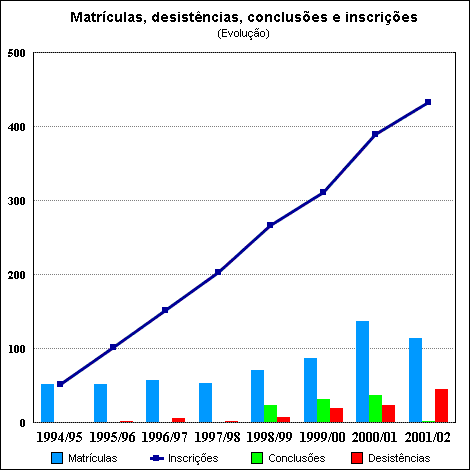 Matrículas, desistências, conclusões e inscrições
(Evolução)
500
400
300
200
100
0
1994/95 1995/96 1996/97 1997/98 1998/99 1999/00 2000/01 2001/02
Matrículas Inscrições Conclusões Desistências